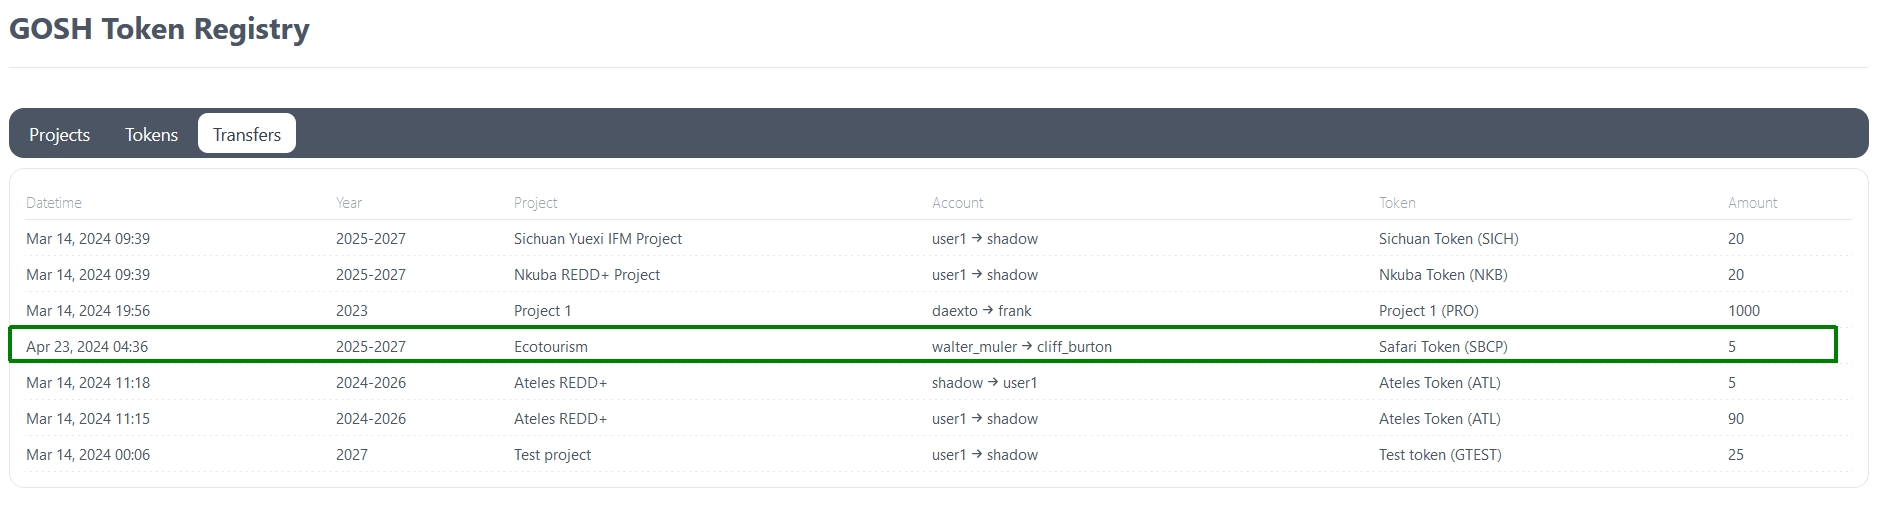 GOSH Token Registry
Projects Tokens Transfers
Datetime Year Project Account Token Amount
Mar 14, 2024 09:39 2025-2027 Sichuan Yuexi IFM Project user1 → shadow Sichuan Token (SICH) 20
Mar 14, 2024 09:39 2025-2027 Nkuba REDD+ Project user1 → shadow Nkuba Token (NKB) 20
Mar 14, 2024 19:56 2023 Project 1 daexto → frank Project 1 (PRO) 1000
Apr 23, 2024 04:36 2025-2027 Ecotourism walter_muler → cliff_burton Safari Token (SBCP) 5
Mar 14, 2024 11:18 2024-2026 Ateles REDD+ shadow → user1 Ateles Token (ATL) 5
Mar 14, 2024 11:15 2024-2026 Ateles REDD+ user1 → shadow Ateles Token (ATL) 90
Mar 14, 2024 00:06 2027 Test project user1 → shadow Test token (GTEST) 25